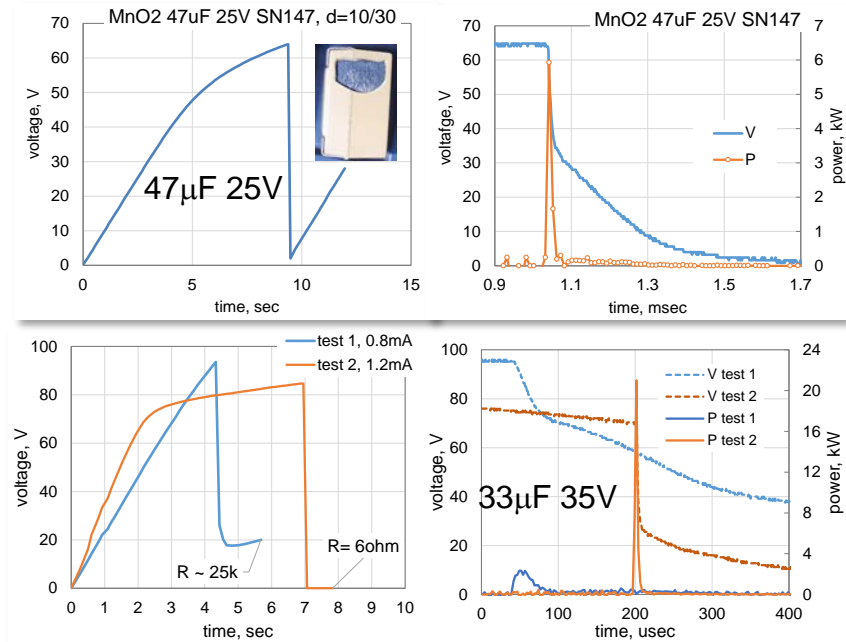 MnO2 47uF 25V SN147, d=10/30
70
60
50
40
30
20
10
0
voltage, V
47μF 25V
0 5 10 15
time, sec
MnO2 47uF 25V SN147
70
60
50
40
30
20
10
0
voltafge, V
V
P
7
6
5
4
3
2
1
0
power, kW
0.9 1.1 1.3 1.5 1.7
time, msec
test 1, 0.8mA
test 2, 1.2mA
100
80
60
40
20
0
voltage, V
R ~ 25k
R= 6ohm
0 1 2 3 4 5 6 7 8 9 10
time, sec
100
80
60
40
20
0
voltage, V
V test 1
V test 2
P test 1
P test 2
33μF 35V
24
20
16
12
8
4
0
power, kW
0 100 200 300 400
time, usec